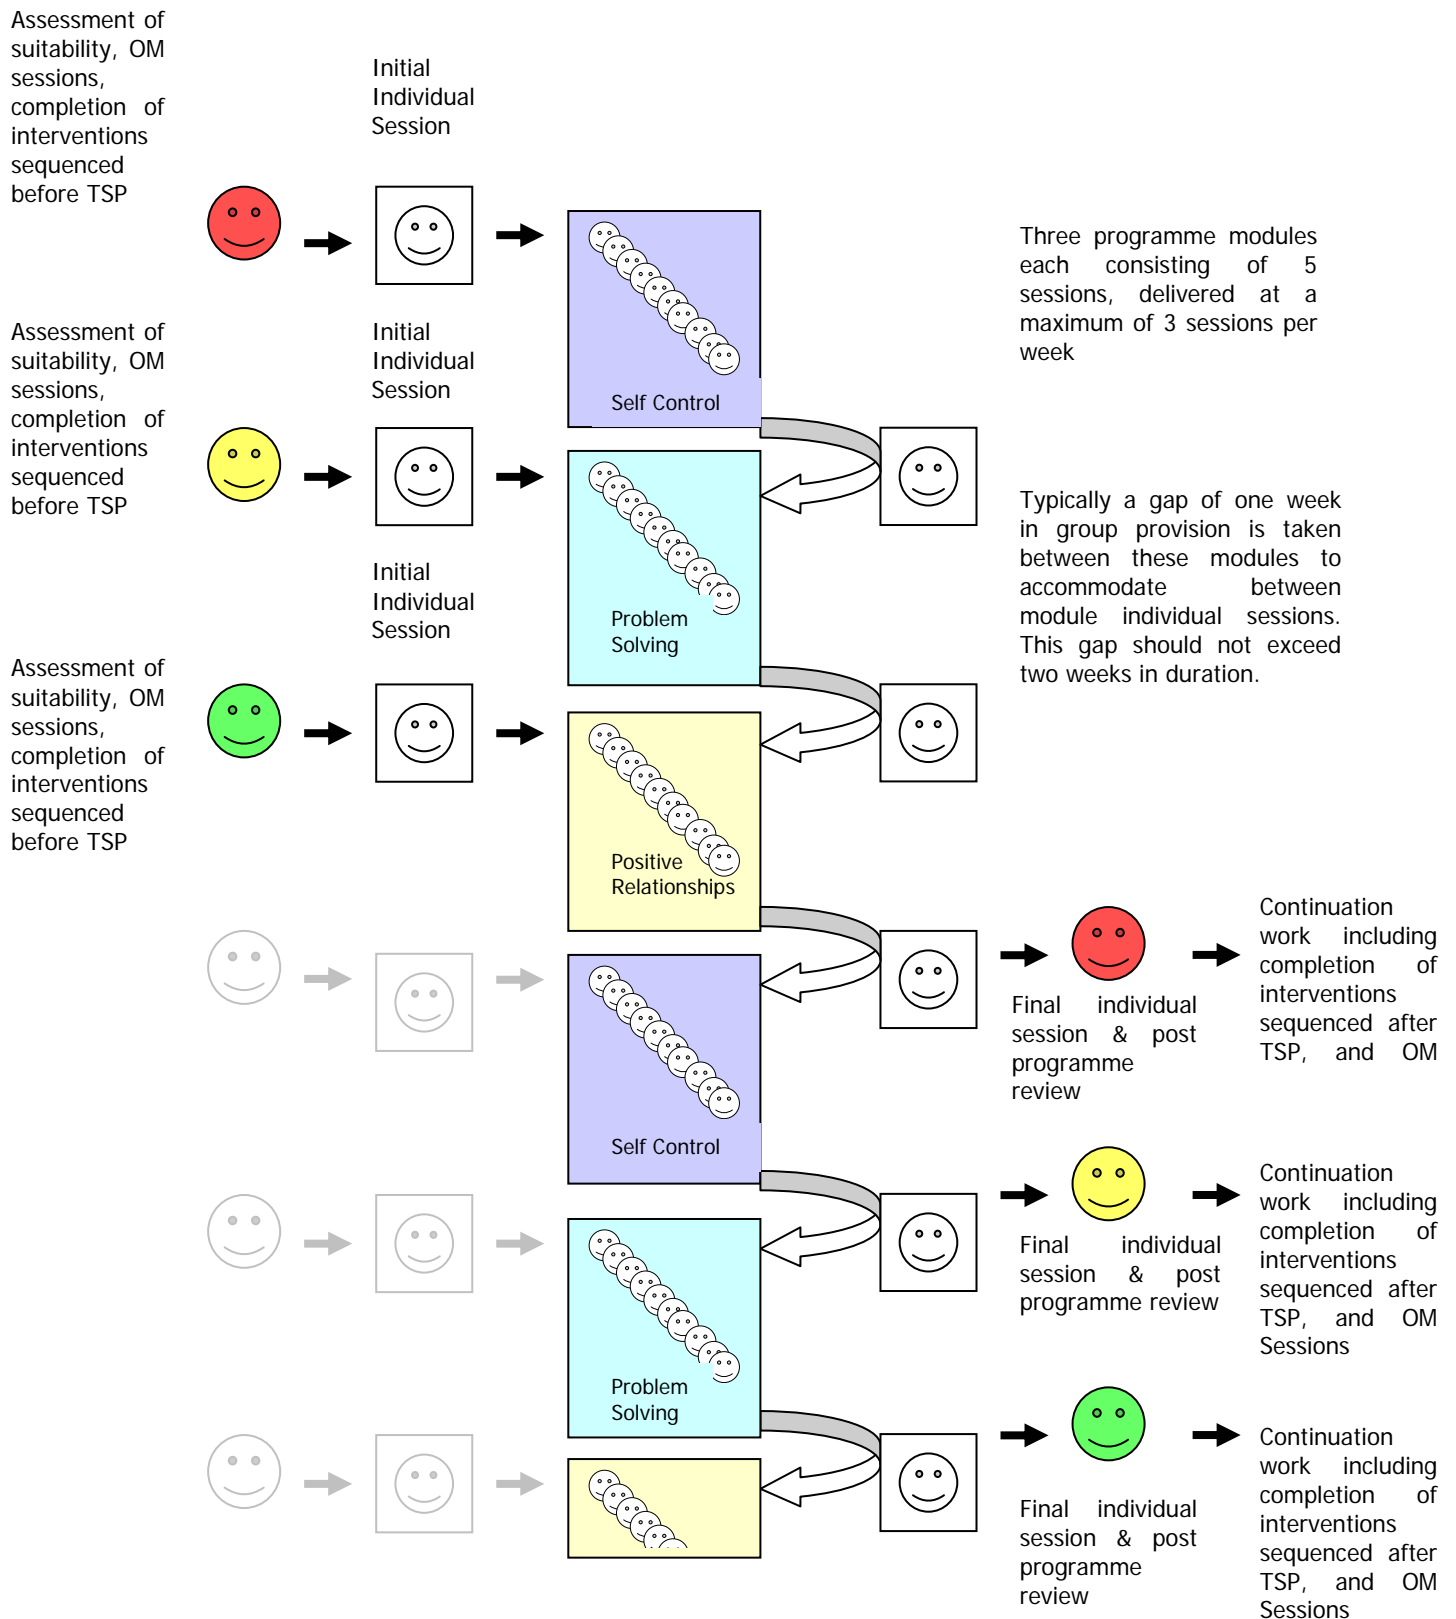 Assessment of
suitability, OM
sessions,
completion of
interventions
sequenced
before TSP
Initial
Individual
Session
Three programme modules
each consisting of 5
sessions, delivered at a
maximum of 3 sessions per
week
Self Control
Assessment of
suitability, OM
sessions,
completion of
interventions
sequenced
before TSP
Initial
Individual
Session
Typically a gap of one week
in group provision is taken
between these modules to
accommodate between
module individual sessions.
This gap should not exceed
two weeks in duration.
Problem
Solving
Initial
Individual
Session
Assessment of
suitability, OM
sessions,
completion of
interventions
sequenced
before TSP
Positive
Relationships
Final individual
session & post
programme
review
Continuation
work including
completion of
interventions
sequenced after
TSP, and OM
Self Control
Final individual
session & post
programme review
Continuation
work including
completion of
interventions
sequenced after
TSP, and OM
Sessions
Problem
Solving
Final individual
session & post
programme
review
Continuation
work including
completion of
interventions
sequenced after
TSP, and OM
Sessions